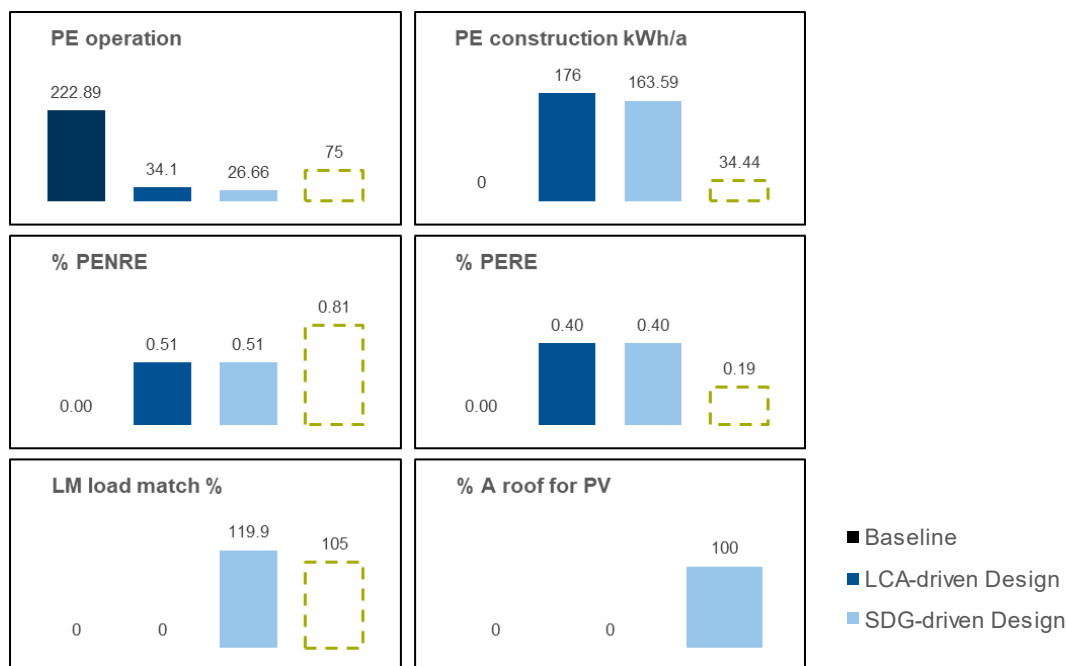 PE operation
222.89
34.1
26.66
75
PE construction kWh/a
0
176
163.59
34.44
% PENRE
0.00
0.51
0.51
0.81
% PERE
0.00
0.40
0.40
0.19
LM load match %
0
0
119.9
105
% A roof for PV
0
0
100
Baseline
LCA-driven Design
SDG-driven Design